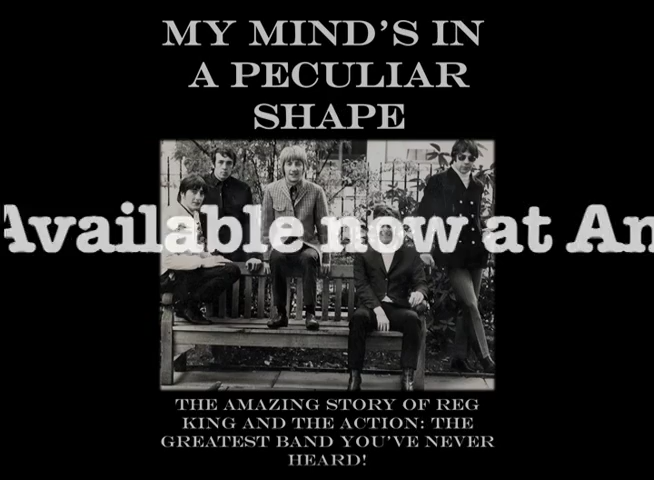 MY MIND'S IN
A PECULIAR
SHAPE
Available now at Am
THE AMAZING STORY OF REG
KING AND THE ACTION: THE
GREATEST BAND YOU'VE NEVER
HEARD!